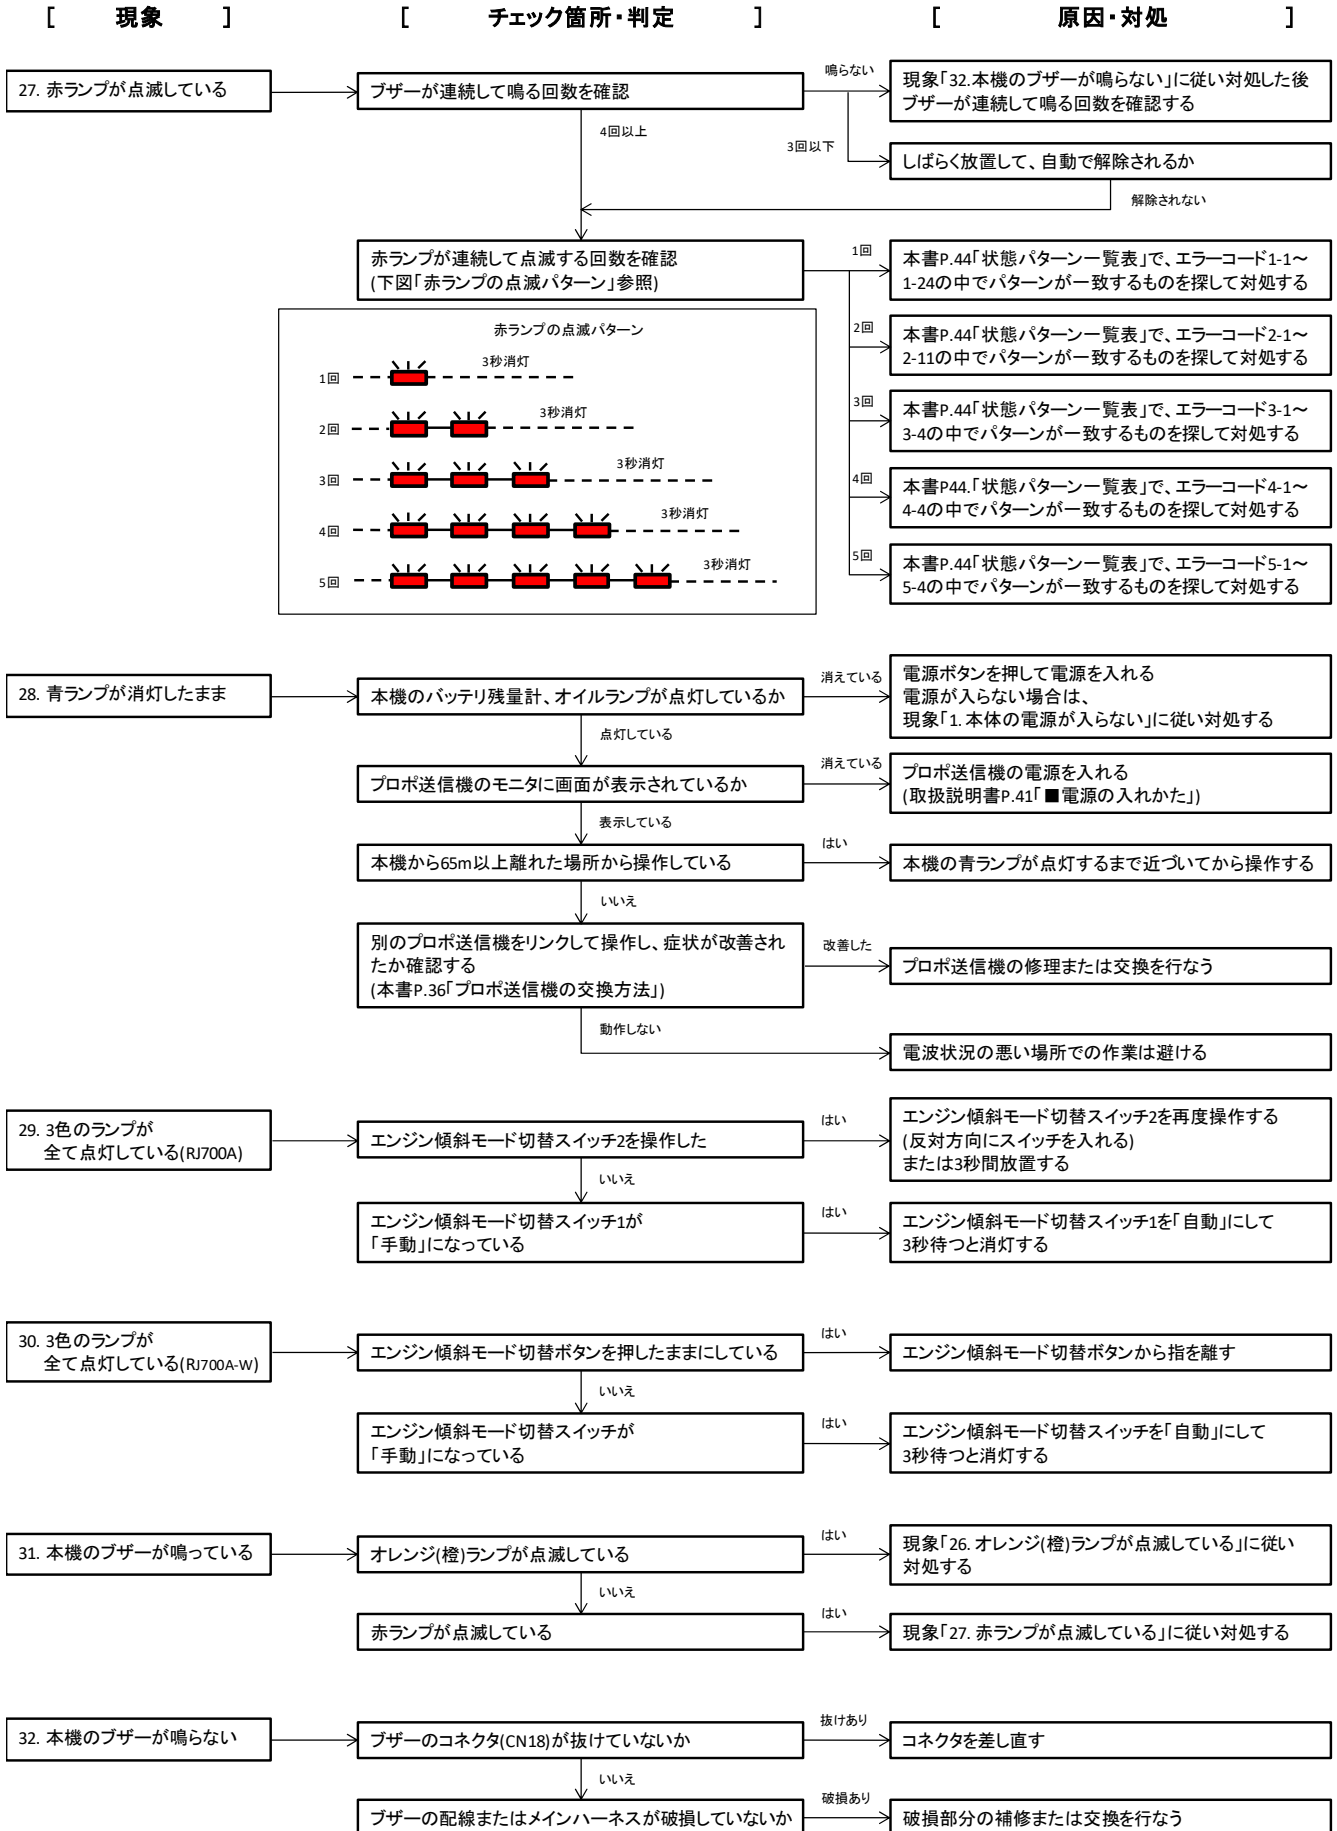 [ 現象 ]
[ チェック箇所・判定 ]
[ 原因・対処 ]
27. 赤ランプが点滅している
ブザーが連続して鳴る回数を確認
鳴らない
現象「32.本機のブザーが鳴らない」に従い対処した後
ブザーが連続して鳴る回数を確認する
4回以上
3回以下
しばらく放置して、自動で解除されるか
解除されない
赤ランプが連続して点滅する回数を確認
(下図「赤ランプの点滅パターン」参照)
1回
本書P.44「状態パターン一覧表」で、エラーコード1-1～
1-24の中でパターンが一致するものを探して対処する
2回
本書P.44「状態パターン一覧表」で、エラーコード2-1～
2-11の中でパターンが一致するものを探して対処する
3回
本書P.44「状態パターン一覧表」で、エラーコード3-1～
3-4の中でパターンが一致するものを探して対処する
4回
本書P44.「状態パターン一覧表」で、エラーコード4-1～
4-4の中でパターンが一致するものを探して対処する
5回
本書P.44「状態パターン一覧表」で、エラーコード5-1～
5-4の中でパターンが一致するものを探して対処する
赤ランプの点滅パターン
1回
3秒消灯
2回
3秒消灯
3回
3秒消灯
4回
3秒消灯
5回
3秒消灯
28. 青ランプが消灯したまま
本機のバッテリ残量計、オイルランプが点灯しているか
消えている
電源ボタンを押して電源を入れる
電源が入らない場合は、
現象「1. 本体の電源が入らない」に従い対処する
点灯している
プロポ送信機のモニタに画面が表示されているか
消えている
プロポ送信機の電源を入れる
(取扱説明書P.41「■電源の入れかた」)
表示している
本機から65m以上離れた場所から操作している
はい
本機の青ランプが点灯するまで近づいてから操作する
いいえ
別のプロポ送信機をリンクして操作し、症状が改善され
たか確認する
(本書P.36「プロポ送信機の交換方法」)
改善した
プロポ送信機の修理または交換を行なう
動作しない
電波状況の悪い場所での作業は避ける
29. 3色のランプが
全て点灯している(RJ700A)
エンジン傾斜モード切替スイッチ2を操作した
はい
エンジン傾斜モード切替スイッチ2を再度操作する
(反対方向にスイッチを入れる)
または3秒間放置する
いいえ
エンジン傾斜モード切替スイッチ1が
「手動」になっている
はい
エンジン傾斜モード切替スイッチ1を「自動」にして
3秒待つと消灯する
30. 3色のランプが
全て点灯している(RJ700A-W)
エンジン傾斜モード切替ボタンを押したままにしている
はい
エンジン傾斜モード切替ボタンから指を離す
いいえ
エンジン傾斜モード切替スイッチが
「手動」になっている
はい
エンジン傾斜モード切替スイッチを「自動」にして
3秒待つと消灯する
31. 本機のブザーが鳴っている
オレンジ(橙)ランプが点滅している
はい
現象「26. オレンジ(橙)ランプが点滅している」に従い
対処する
いいえ
赤ランプが点滅している
はい
現象「27. 赤ランプが点滅している」に従い対処する
32. 本機のブザーが鳴らない
ブザーのコネクタ(CN18)が抜けていないか
抜けあり
コネクタを差し直す
いいえ
ブザーの配線またはメインハーネスが破損していないか
破損あり
破損部分の補修または交換を行なう